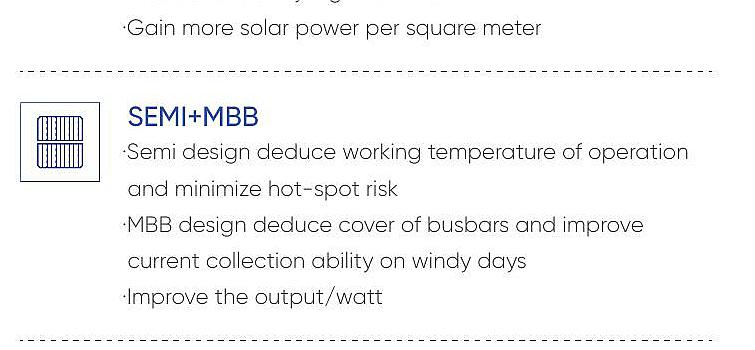 ·Gain more solar power per square meter
SEMI+MBB
·Semi design deduce working temperature of operation
and minimize hot-spot risk
·MBB design deduce cover of busbars and improve
current collection ability on windy days
·Improve the output/watt